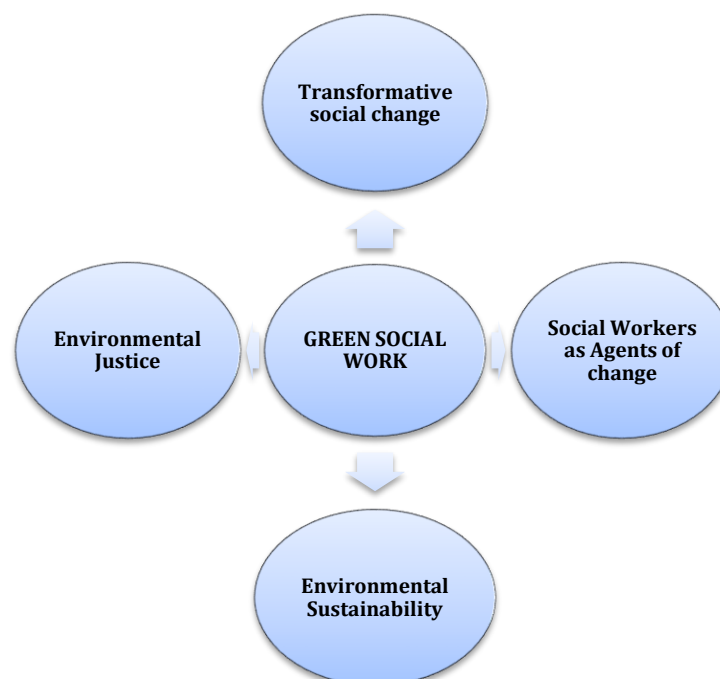 Transformative
social change
Environmental
Justice
GREEN SOCIAL
WORK
Social Workers
as Agents of
change
Environmental
Sustainability